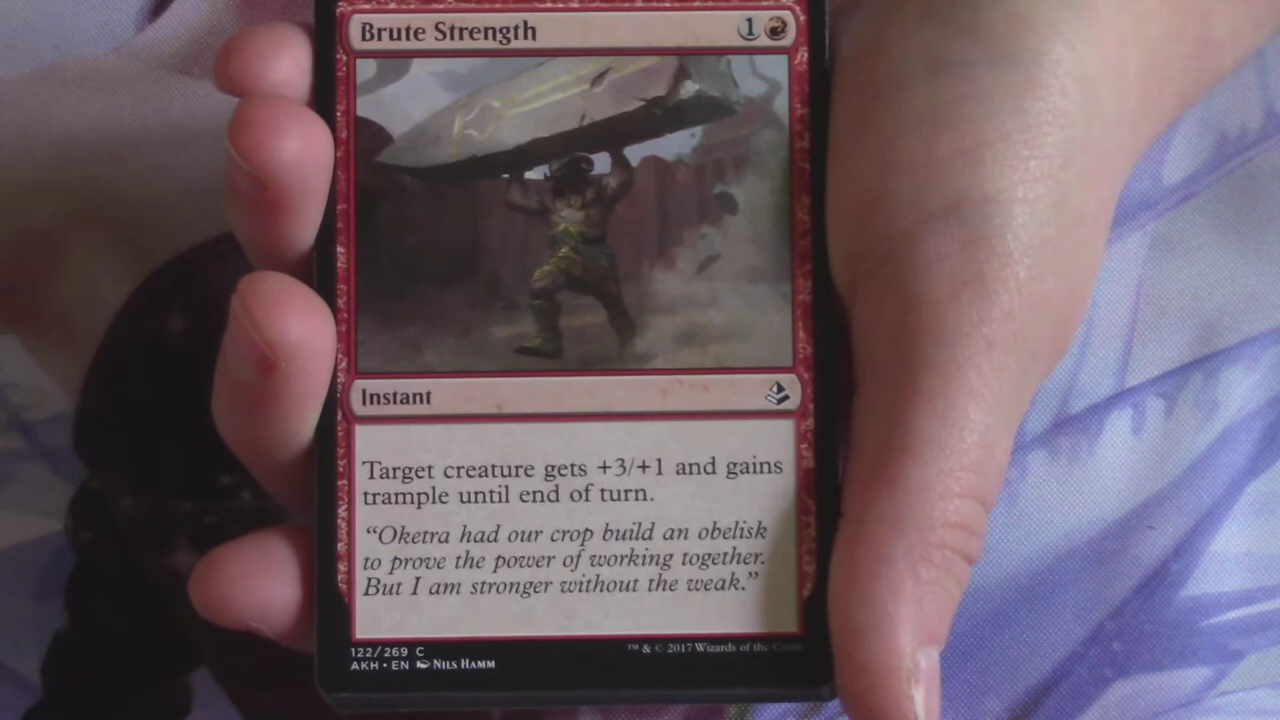 Brute Strength 1
Instant
Target creature gets +3/+1 and gains
trample until end of turn.
“Oketra had our crop build an obelisk
to prove the power of working together.
But I am stronger without the weak.”
122/269 C
™ & © 2017 Wizards of the Coast
AKH • EN Nils Hamm